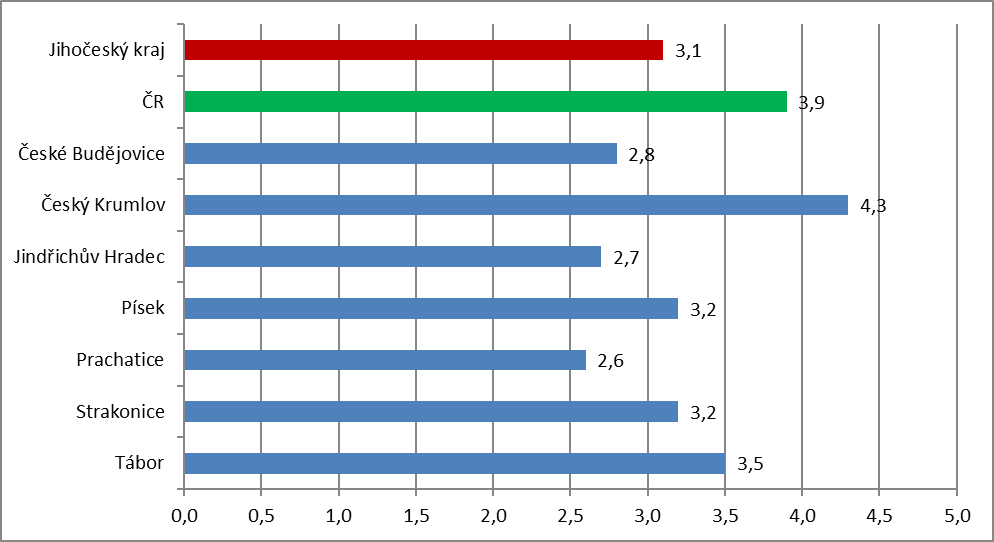 Jihočeský kraj 3,1
ČR 3,9
České Budějovice 2,8
Český Krumlov 4,3
Jindřichův Hradec 2,7
Písek 3,2
Prachatice 2,6
Strakonice 3,2
Tábor 3,5
0,0 0,5 1,0 1,5 2,0 2,5 3,0 3,5 4,0 4,5 5,0